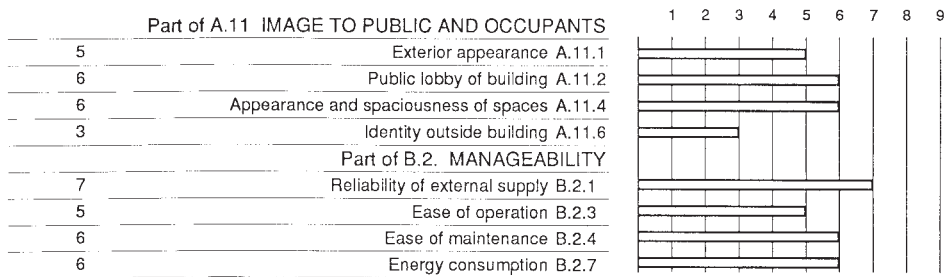 1 2 3 4 5 6 7 8 9
Part of A.11 IMAGE TO PUBLIC AND OCCUPANTS
5 Exterior appearance A.11.1
6 Public lobby of building A.11.2
6 Appearance and spaciousness of spaces A.11.4
3 Identity outside building A.11.6
Part of B.2. MANAGEABILITY
7 Reliability of external supply B.2.1
5 Ease of operation B.2.3
6 Ease of maintenance B.2.4
6 Energy consumption B.2.7